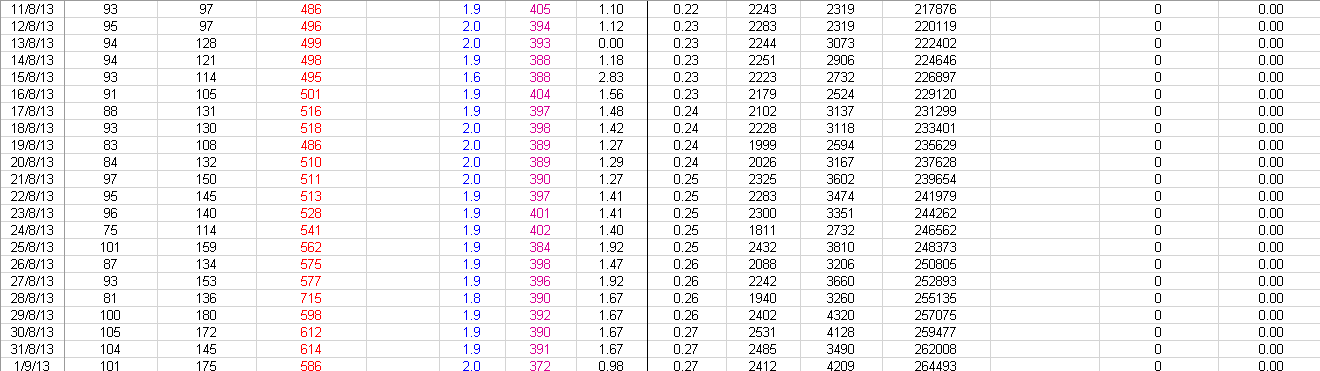 11/8/13 93 97 486 1.9 405 1.10 0.22 2243 2319 217876 0 0.00
12/8/13 95 97 496 2.0 394 1.12 0.23 2283 2319 220119 0 0.00
13/8/13 94 128 499 2.0 393 0.00 0.23 2244 3073 222402 0 0.00
14/8/13 94 121 498 1.9 388 1.18 0.23 2251 2906 224646 0 0.00
15/8/13 93 114 495 1.6 388 2.83 0.23 2223 2732 226897 0 0.00
16/8/13 91 105 501 1.9 404 1.56 0.23 2179 2524 229120 0 0.00
17/8/13 88 131 516 1.9 397 1.48 0.24 2102 3137 231299 0 0.00
18/8/13 93 130 518 1.9 398 1.42 0.24 2228 3118 233401 0 0.00
19/8/13 83 108 486 2.0 389 1.27 0.24 1999 2594 235629 0 0.00
20/8/13 84 132 510 2.0 389 1.29 0.24 2026 3167 237628 0 0.00
21/8/13 97 150 511 2.0 390 1.27 0.25 2325 3602 239654 0 0.00
22/8/13 95 145 513 1.9 397 1.41 0.25 2283 3474 241979 0 0.00
23/8/13 96 140 528 1.9 401 1.41 0.25 2300 3351 244262 0 0.00
24/8/13 75 114 541 1.9 402 1.40 0.25 1811 2732 246562 0 0.00
25/8/13 101 159 562 1.9 384 1.92 0.25 2432 3810 248373 0 0.00
26/8/13 87 134 575 1.9 398 1.47 0.26 2088 3206 250805 0 0.00
27/8/13 93 153 577 1.9 396 1.92 0.26 2242 3660 252893 0 0.00
28/8/13 81 136 715 1.8 390 1.67 0.26 1940 3260 255135 0 0.00
29/8/13 100 180 598 1.9 392 1.67 0.26 2402 4320 257075 0 0.00
30/8/13 105 172 612 1.9 390 1.67 0.27 2531 4128 259477 0 0.00
31/8/13 104 145 614 1.9 391 1.67 0.27 2485 3490 262008 0 0.00
1/9/13 101 175 586 2.0 372 0.98 0.27 2412 4209 264493 0 0.00